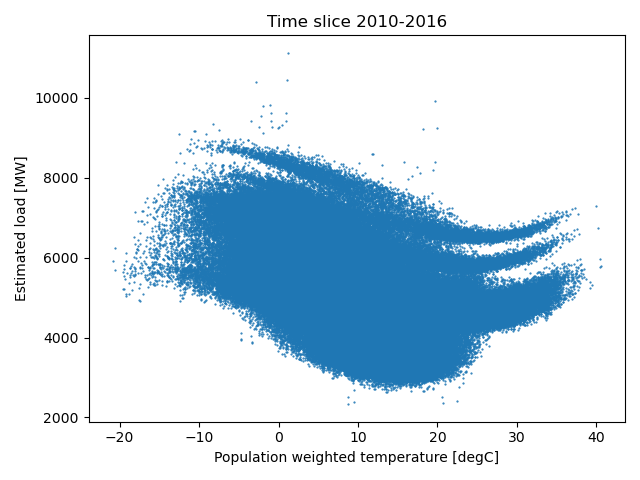 Time slice 2010-2016
Estimated load [MW]
10000
8000
6000
4000
2000
−20 −10 0 10 20 30 40
Population weighted temperature [degC]